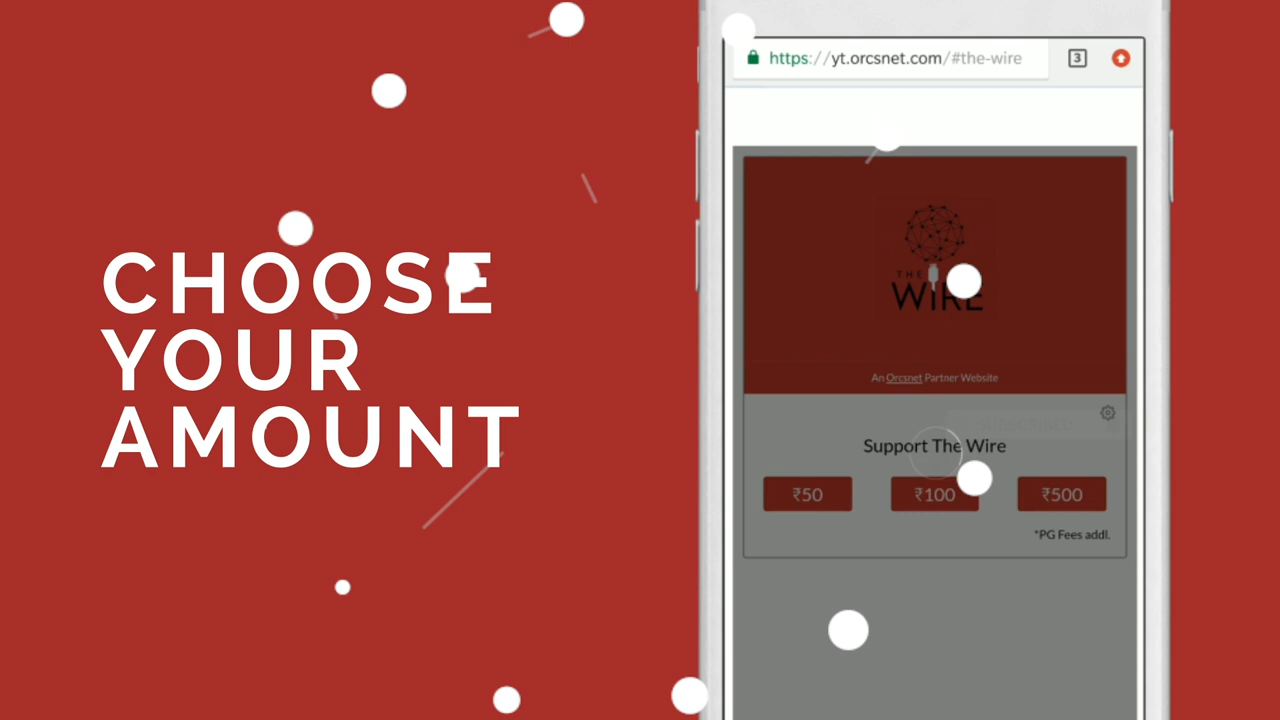 CHOOSE
YOUR
AMOUNT
https://yt.orcsnet.com/#the-wire
3
THE
WIRE
An Orcsnet Partner Website
Support The Wire
₹50 ₹100 ₹500
*PG Fees addl.